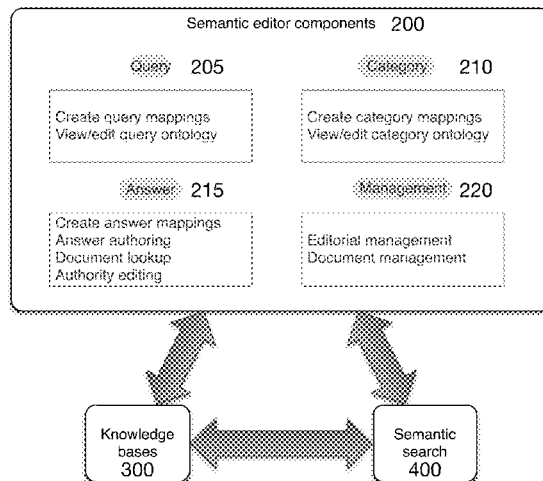 Semantic editor components 200
Query 205
Category 210
Create query mappings
View/edit query ontology
Create category mappings
View/edit category ontology
Answer 215
Management 220
Create answer mappings
Answer authoring
Document lookup
Authority editing
Editorial management
Document management
Knowledge
bases
300
Semantic
search
400